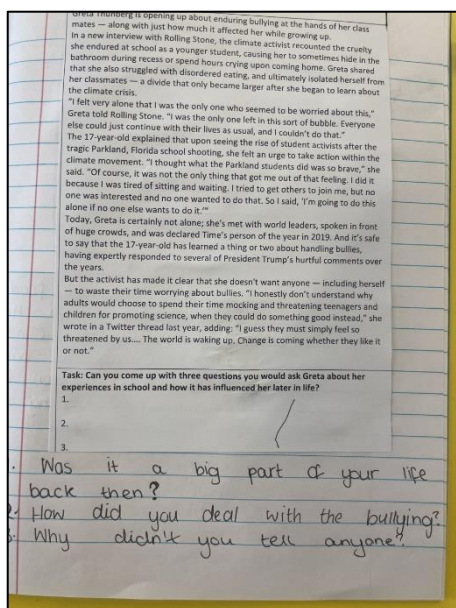 Greta Thunberg is opening up about enduring bullying at the hands of her class
mates — along with just how much it affected her while growing up.
In a new interview with Rolling Stone, the climate activist recounted the cruelty
she endured at school as a younger student, causing her to sometimes hide in the
bathroom during recess or spend hours crying upon coming home. Greta shared
that she also struggled with disordered eating, and ultimately isolated herself from
her classmates — a divide that only became larger after she began to learn about
the climate crisis.
"I felt very alone that I was the only one who seemed to be worried about this,"
Greta told Rolling Stone. "I was the only one left in this sort of bubble. Everyone
else could just continue with their lives as usual, and I couldn't do that."
The 17-year-old explained that upon seeing the rise of student activists after the
tragic Parkland, Florida school shooting, she felt an urge to take action within the
climate movement. "I thought what the Parkland students did was so brave," she
said. "Of course, it was not the only thing that got me out of that feeling. I did it
because I was tired of sitting and waiting. I tried to get others to join me, but no
one was interested and no one wanted to do that. So I said, 'I'm going to do this
alone if no one else wants to do it.'"
Today, Greta is certainly not alone; she's met with world leaders, spoken in front
of huge crowds, and was declared Time's person of the year in 2019. And it's safe
to say that the 17-year-old has learned a thing or two about handling bullies,
having expertly responded to several of President Trump's hurtful comments over
the years.
But the activist has made it clear that she doesn't want anyone — including herself
— to waste their time worrying about bullies. "I honestly don't understand why
adults would choose to spend their time mocking and threatening teenagers and
children for promoting science, when they could do something good instead," she
wrote in a Twitter thread last year, adding: "I guess they must simply feel so
threatened by us.... The world is waking up. Change is coming whether they like it
or not."
Task: Can you come up with three questions you would ask Greta about her
experiences in school and how it has influenced her later in life?
1.
2.
3.
Was it a big part of your life
back then?
2. How did you deal with the bullying?
3. Why didn't you tell anyone?